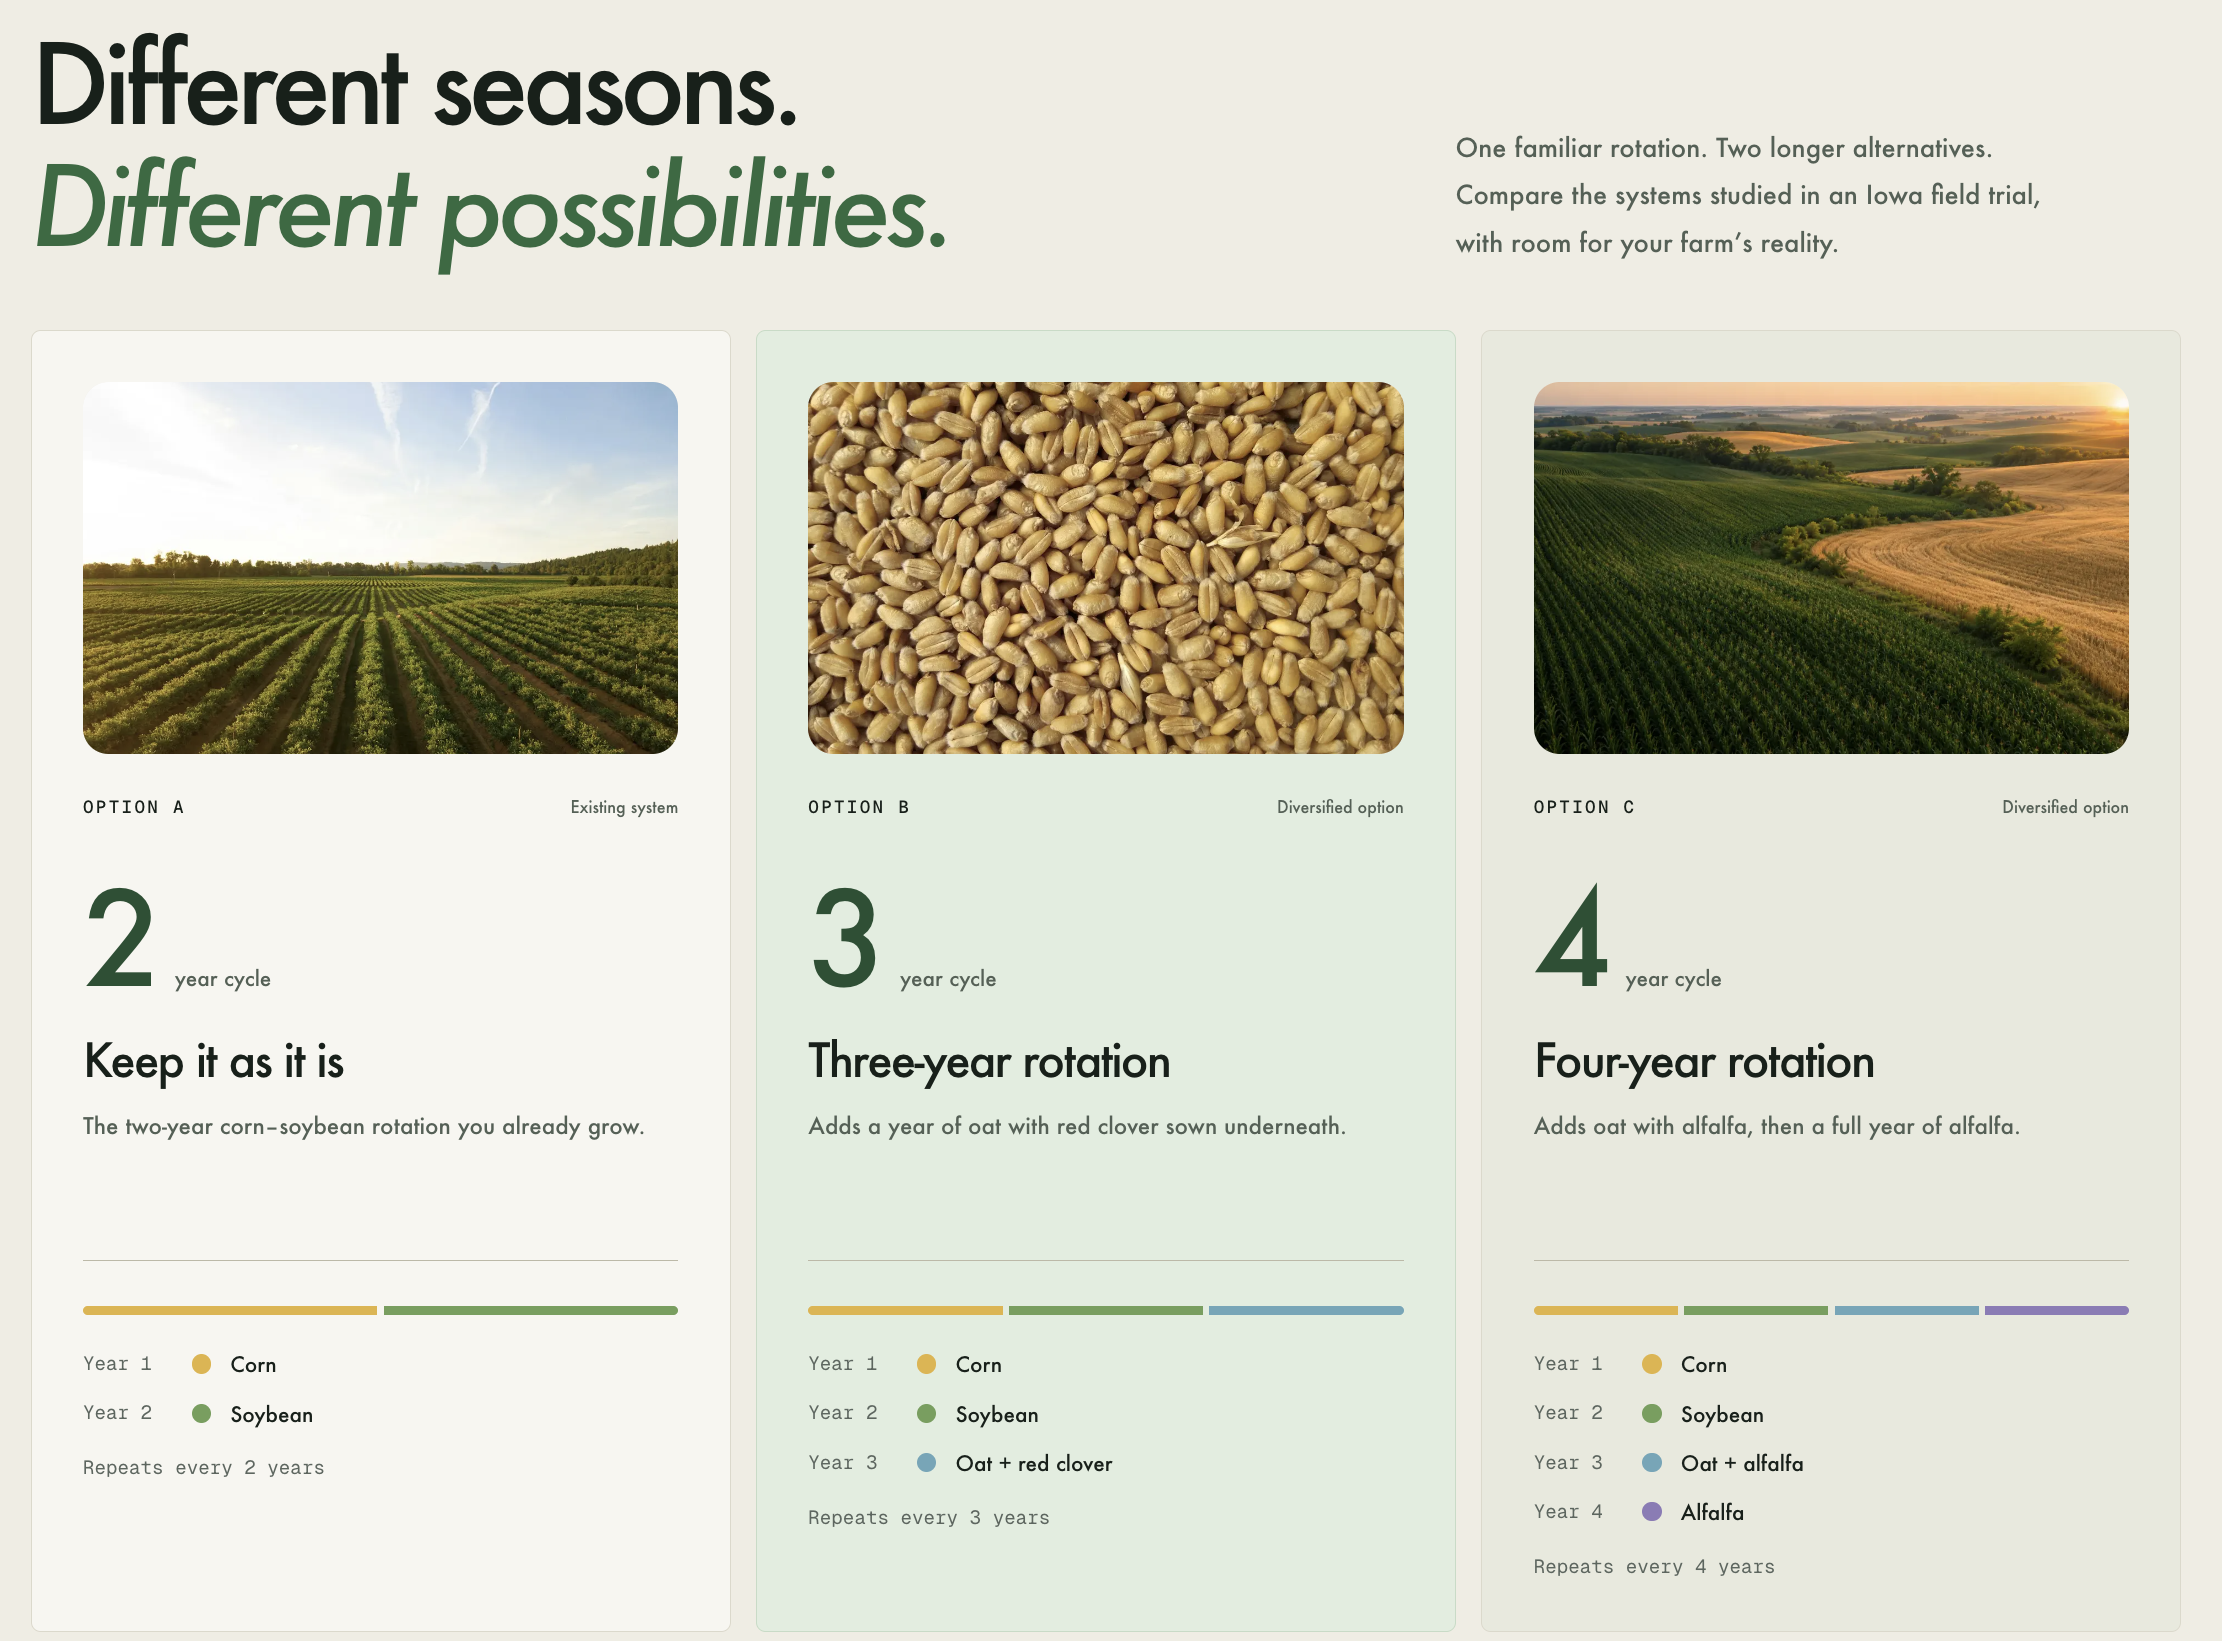 Different seasons.
Different possibilities.
One familiar rotation. Two longer alternatives.
Compare the systems studied in an Iowa field trial,
with room for your farm’s reality.
OPTION A
Existing system
2 year cycle
Keep it as it is
The two-year corn–soybean rotation you already grow.
Year 1 Corn
Year 2 Soybean
Repeats every 2 years
OPTION B
Diversified option
3 year cycle
Three-year rotation
Adds a year of oat with red clover sown underneath.
Year 1 Corn
Year 2 Soybean
Year 3 Oat + red clover
Repeats every 3 years
OPTION C
Diversified option
4 year cycle
Four-year rotation
Adds oat with alfalfa, then a full year of alfalfa.
Year 1 Corn
Year 2 Soybean
Year 3 Oat + alfalfa
Year 4 Alfalfa
Repeats every 4 years